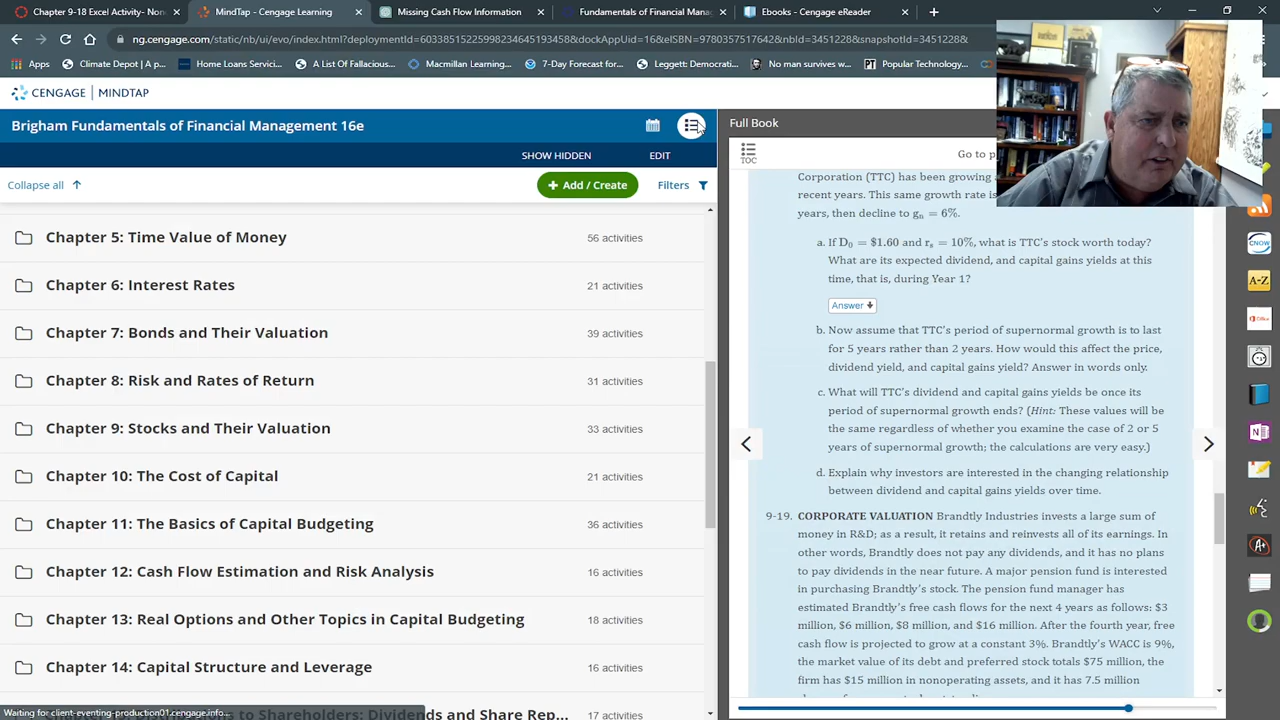 Chapter 9-18 Excel Activity- Non
MindTap - Cengage Learning
Missing Cash Flow Information
Fundamentals of Financial Mana
Ebooks - Cengage eReader
ng.cengage.com/static/nb/ui/evo/index.html?
Apps
Climate Depot | A p...
Home Loans Servic...
A List Of Fallacious...
Macmillan Learning...
7-Day Forecast for...
Leggett: Democrati...
No man survives w...
Popular Technology...
CENGAGE | MINDTAP
Brigham Fundamentals of Financial Management 16e
SHOW HIDDEN
EDIT
Collapse all
+ Add / Create
Filters
Chapter 5: Time Value of Money
56 activities
Chapter 6: Interest Rates
21 activities
Chapter 7: Bonds and Their Valuation
39 activities
Chapter 8: Risk and Rates of Return
31 activities
Chapter 9: Stocks and Their Valuation
33 activities
Chapter 10: The Cost of Capital
21 activities
Chapter 11: The Basics of Capital Budgeting
36 activities
Chapter 12: Cash Flow Estimation and Risk Analysis
16 activities
Chapter 13: Real Options and Other Topics in Capital Budgeting
18 activities
Chapter 14: Capital Structure and Leverage
16 activities
to Shareholders: Dividends and Share Rep...
17 activities
Waiting for client-eventing-production01.cengage.info...
Full Book
TOC
Go to p
Corporation (TTC) has been growing
recent years. This same growth rate is
years, then decline to gₙ = 6%.
a. If D₀ = $1.60 and rₛ = 10%, what is TTC's stock worth today?
What are its expected dividend, and capital gains yields at this
time, that is, during Year 1?
Answer
b. Now assume that TTC's period of supernormal growth is to last
for 5 years rather than 2 years. How would this affect the price,
dividend yield, and capital gains yield? Answer in words only.
c. What will TTC's dividend and capital gains yields be once its
period of supernormal growth ends? (Hint: These values will be
the same regardless of whether you examine the case of 2 or 5
years of supernormal growth; the calculations are very easy.)
d. Explain why investors are interested in the changing relationship
between dividend and capital gains yields over time.
9-19. CORPORATE VALUATION Brandtly Industries invests a large sum of
money in R&D; as a result, it retains and reinvests all of its earnings. In
other words, Brandtly does not pay any dividends, and it has no plans
to pay dividends in the near future. A major pension fund is interested
in purchasing Brandtly's stock. The pension fund manager has
estimated Brandtly's free cash flows for the next 4 years as follows: $3
million, $6 million, $8 million, and $16 million. After the fourth year, free
cash flow is projected to grow at a constant 3%. Brandtly's WACC is 9%,
the market value of its debt and preferred stock totals $75 million, the
firm has $15 million in nonoperating assets, and it has 7.5 million
CNOW
A-Z
Office
A+